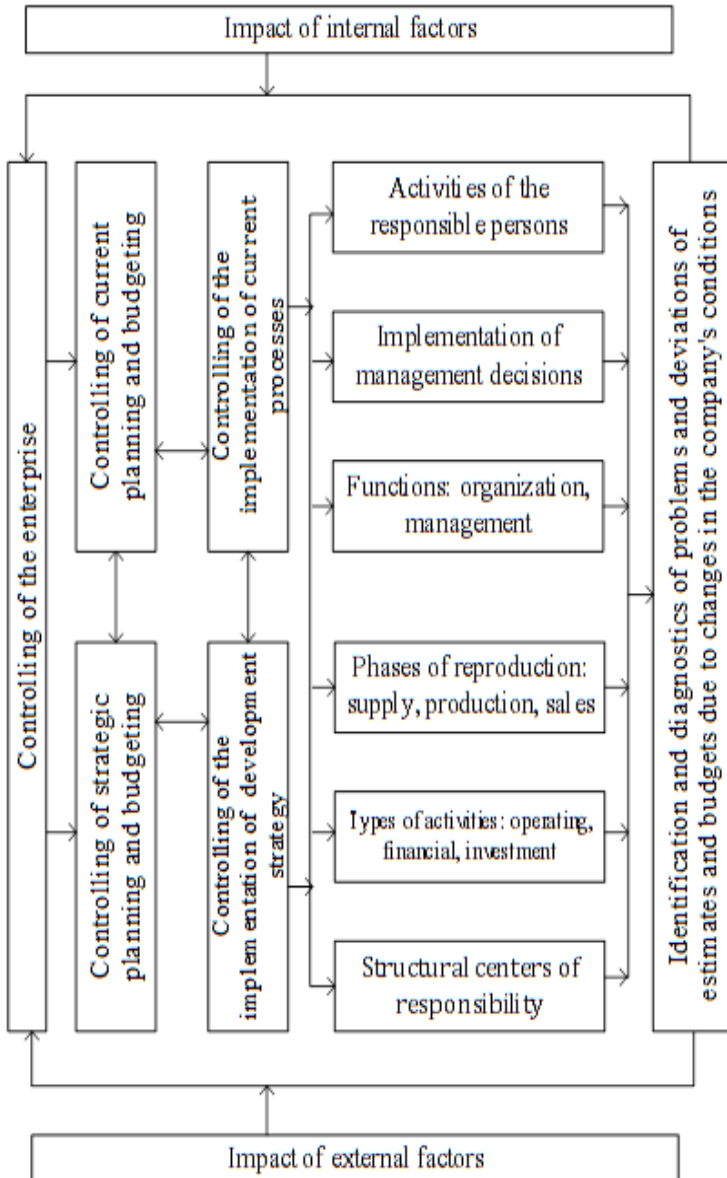 Impact of internal factors
Controlling of the enterprise
Controlling of current
planning and budgeting
Controlling of strategic
planning and budgeting
Controlling of the
implementation of current
processes
Controlling of the
implementation of development
strategy
Activities of the
responsible persons
Implementation of
management decisions
Functions: organization,
management
Phases of reproduction:
supply, production, sales
Types of activities: operating,
financial, investment
Structural centers of
responsibility
Identification and diagnostics of problems and deviations of
estimates and budgets due to changes in the company's conditions
Impact of external factors